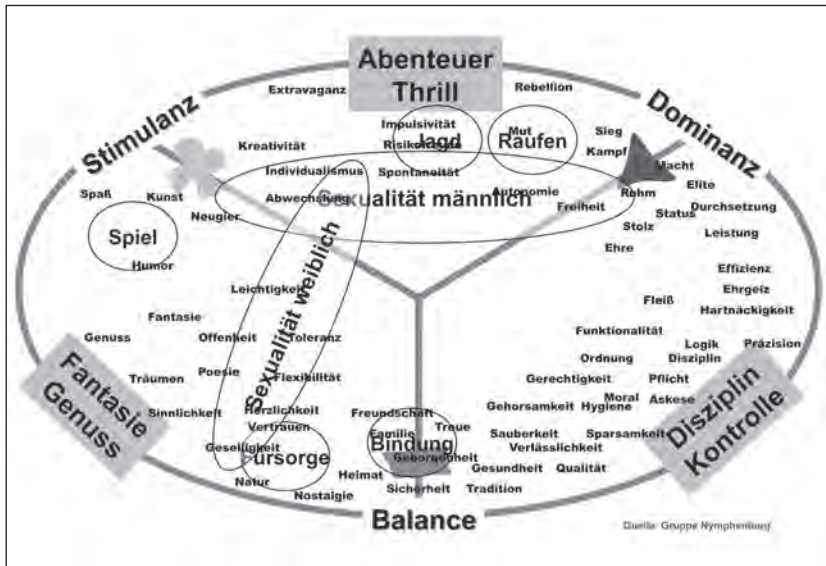 Abenteuer
Thrill
Extravaganz
Rebellion
Stimulanz
Dominanz
Impulsivität
Jagd
Mut
Raufen
Sieg
Kampf
Kreativität
Risiko
Macht
Individualismus
Spontaneität
Elite
Spaß
Kunst
Abwechslung
Sexualität männlich
Autonomie
Ruhm
Durchsetzung
Neugier
Freiheit
Status
Stolz
Leistung
Spiel
Ehre
Humor
Effizienz
Leichtigkeit
Sexualität weiblich
Ehrgeiz
Fleiß
Hartnäckigkeit
Fantasie
Funktionalität
Genuss
Offenheit
Toleranz
Logik
Präzision
Ordnung
Disziplin
Fantasie
Genuss
Träumen
Poesie
Flexibilität
Gerechtigkeit
Pflicht
Disziplin
Kontrolle
Sinnlichkeit
Herzlichkeit
Freundschaft
Gehorsamkeit
Hygiene
Moral
Askese
Vertrauen
Familie
Treue
Sauberkeit
Sparsamkeit
Geselligkeit
Bindung
Verlässlichkeit
Fürsorge
Geborgenheit
Natur
Heimat
Gesundheit
Qualität
Nostalgie
Sicherheit
Tradition
Balance
Quelle: Gruppe Nymphenburg